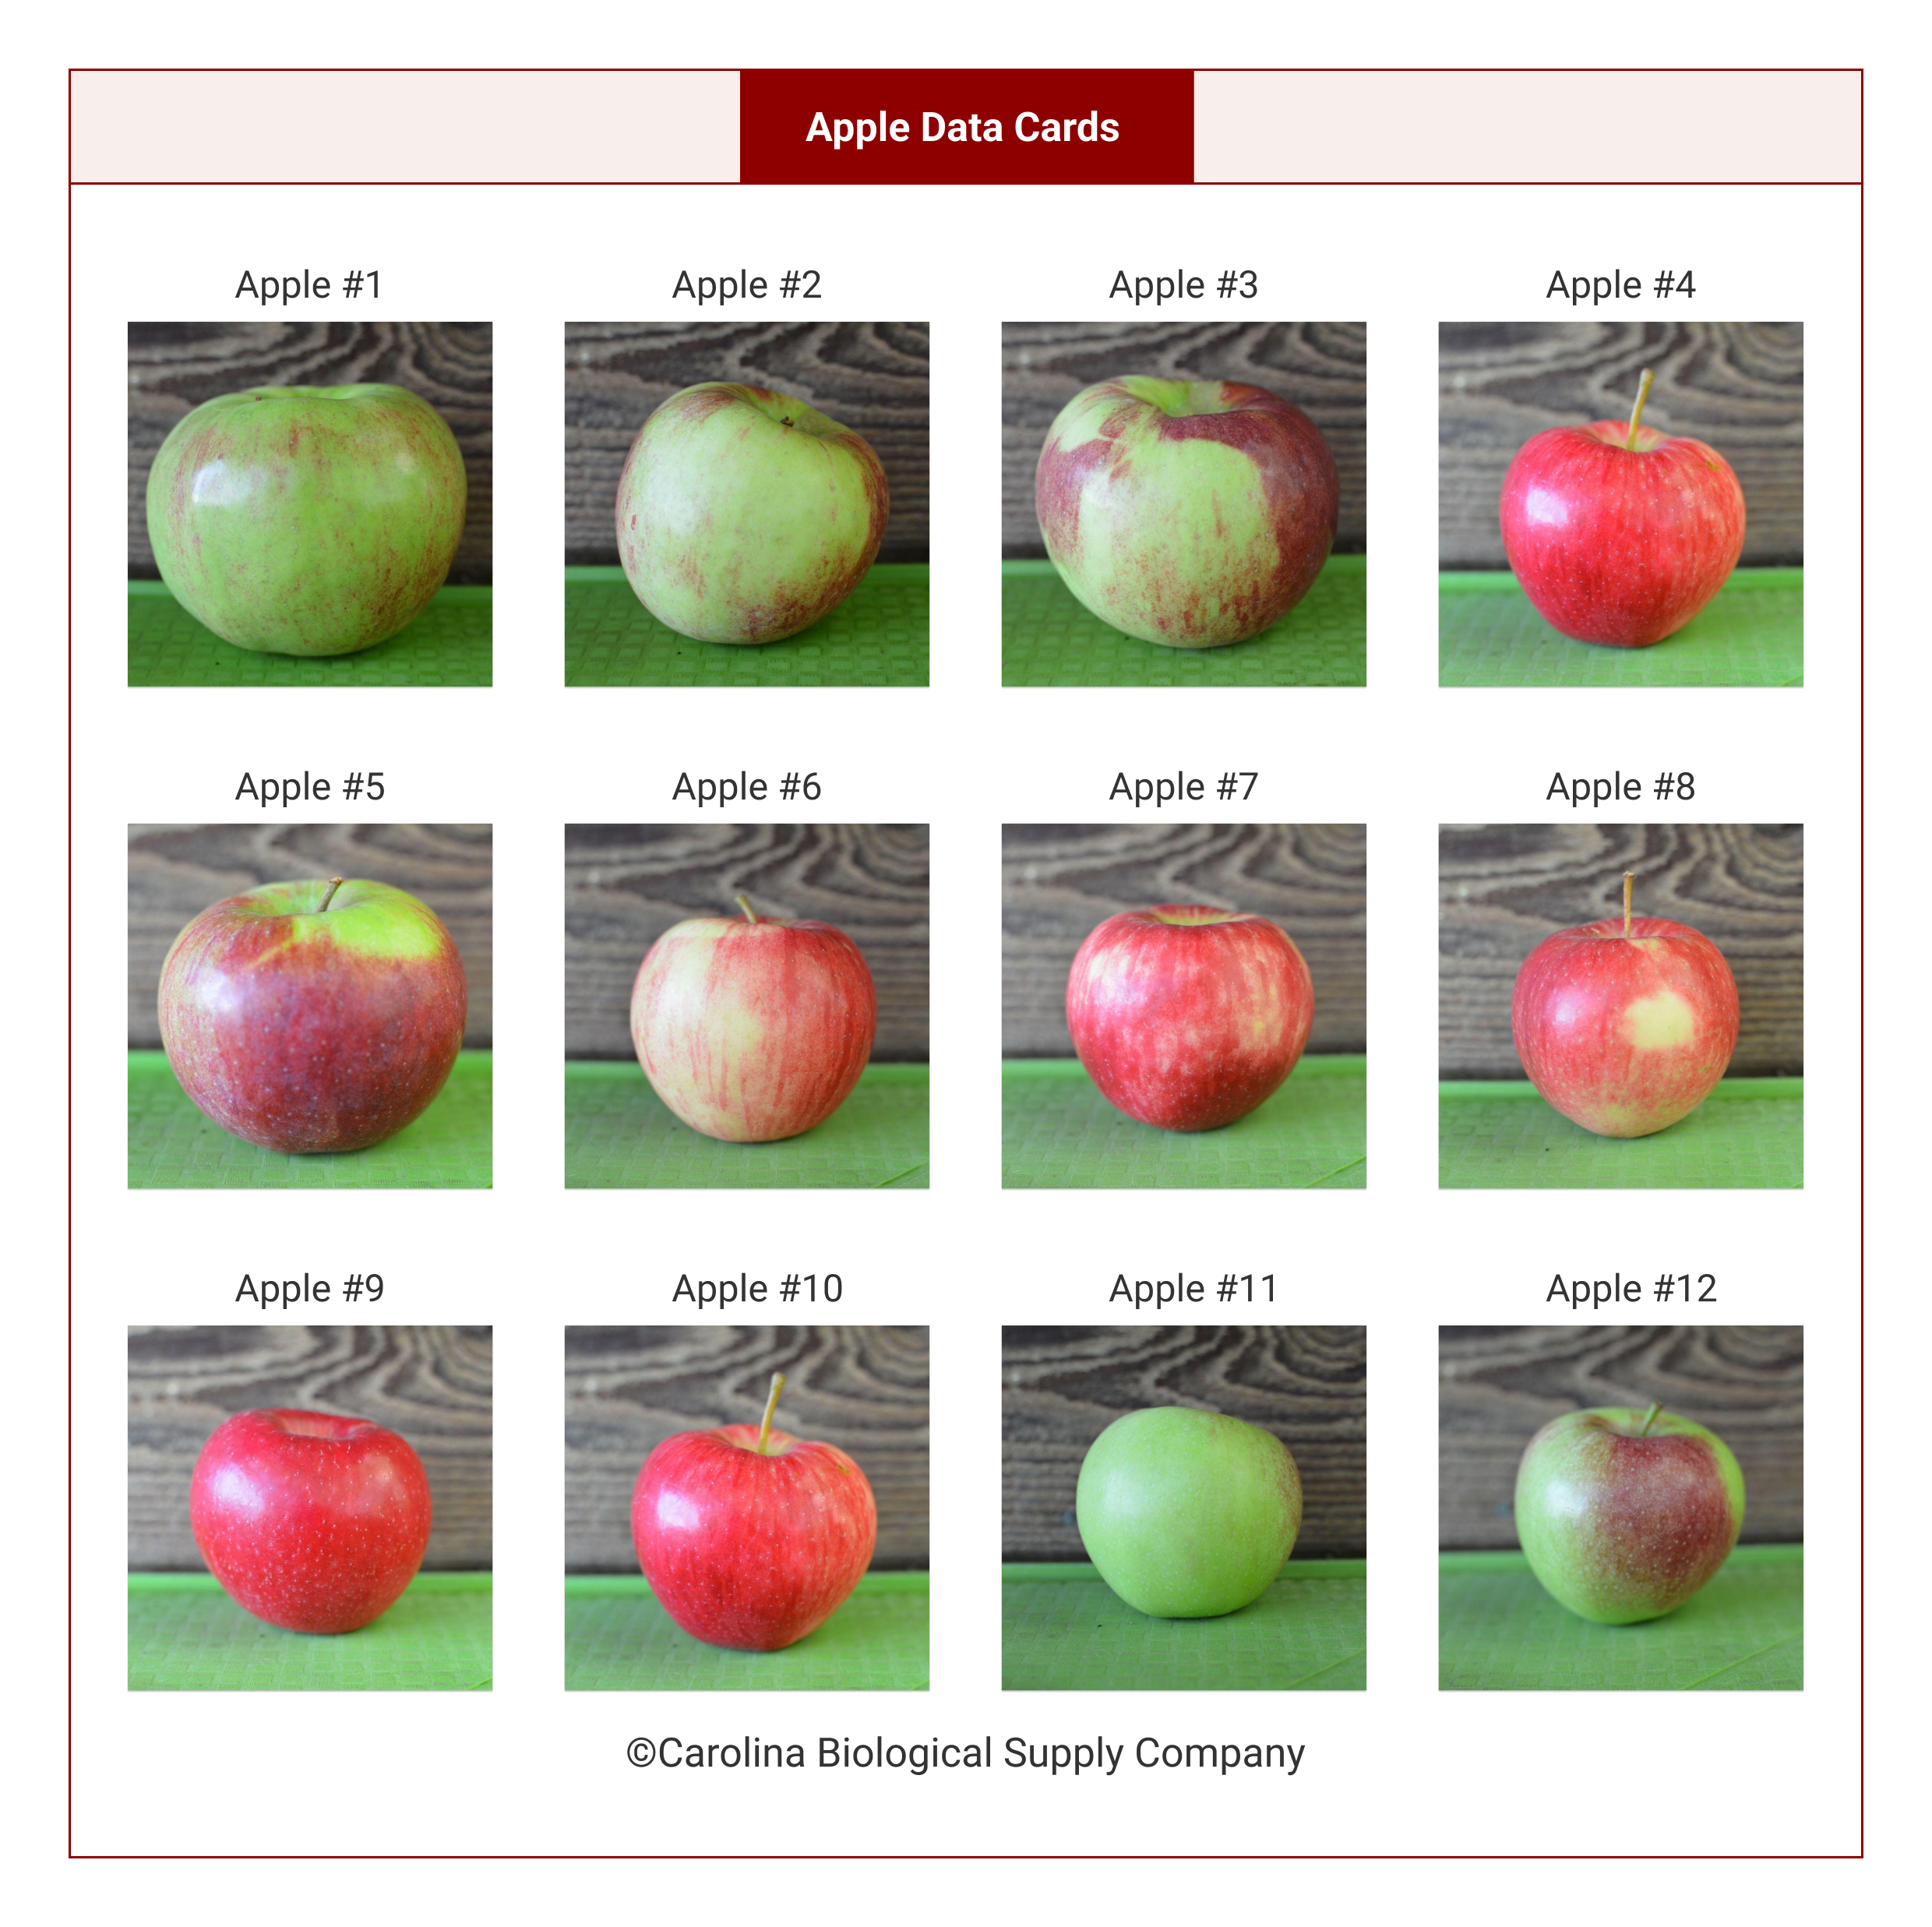 Apple Data Cards
Apple #1 Apple #2 Apple #3 Apple #4
Apple #5 Apple #6 Apple #7 Apple #8
Apple #9 Apple #10 Apple #11 Apple #12
©Carolina Biological Supply Company